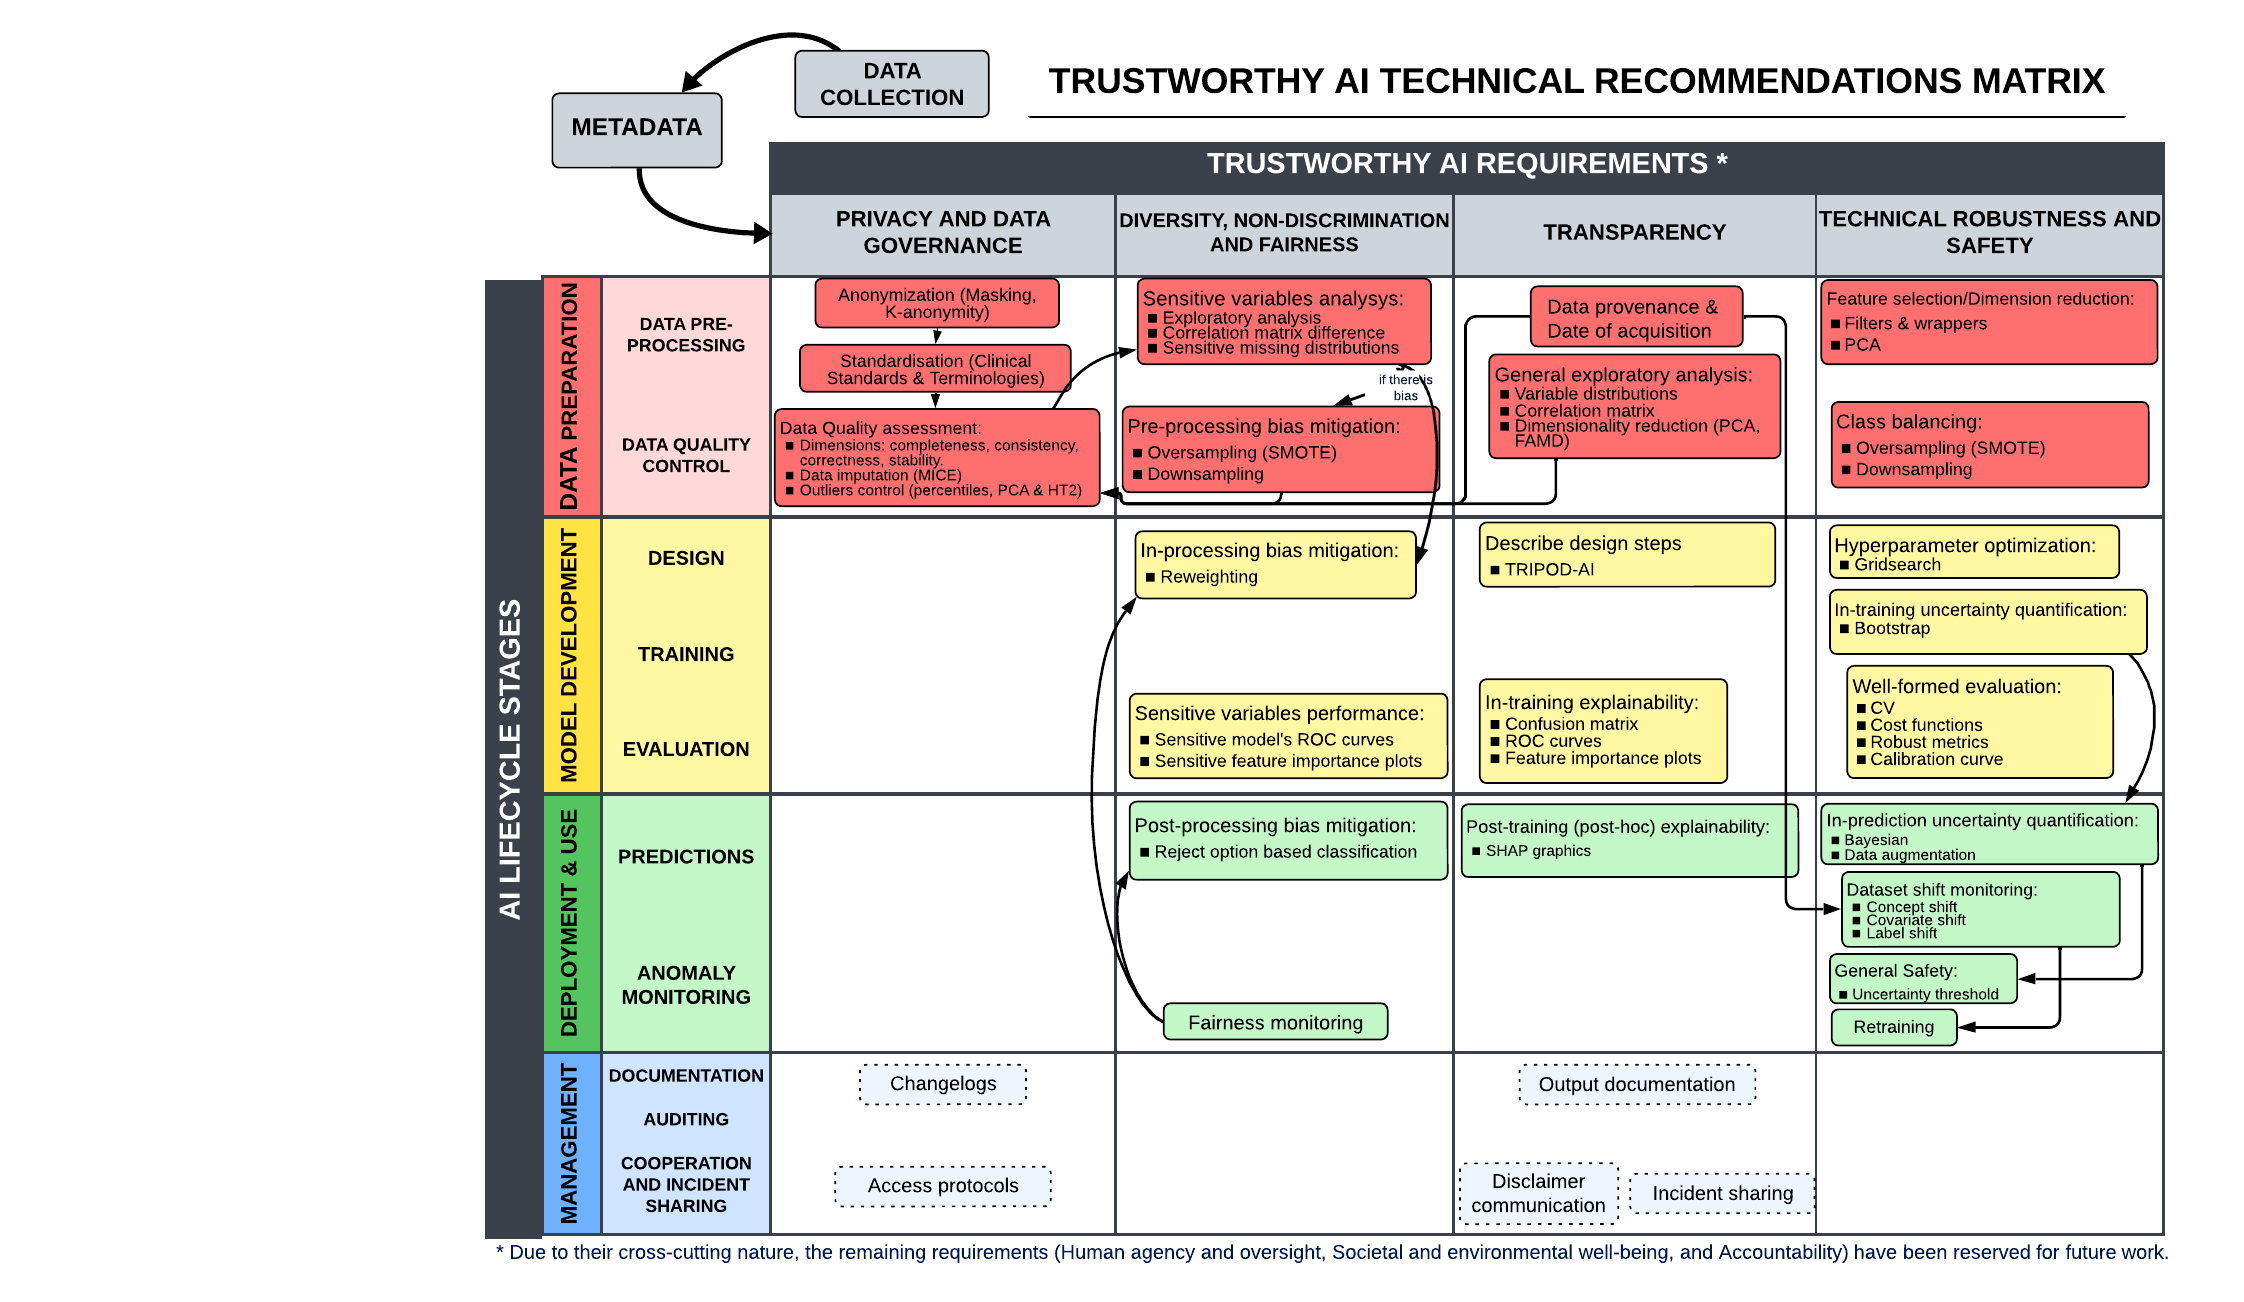 DATA
COLLECTION
METADATA
TRUSTWORTHY AI TECHNICAL RECOMMENDATIONS MATRIX
TRUSTWORTHY AI REQUIREMENTS *
PRIVACY AND DATA
GOVERNANCE
DIVERSITY, NON-DISCRIMINATION
AND FAIRNESS
TRANSPARENCY
TECHNICAL ROBUSTNESS AND
SAFETY
AI LIFECYCLE STAGES
DATA PREPARATION
DATA PRE-
PROCESSING
DATA QUALITY
CONTROL
Anonymization (Masking,
K-anonymity)
Standardisation (Clinical
Standards & Terminologies)
Data Quality assessment:
■ Dimensions: completeness, consistency,
correctness, stability.
■ Data imputation (MICE)
■ Outliers control (percentiles, PCA & HT2)
Sensitive variables analysys:
■ Exploratory analysis
■ Correlation matrix difference
■ Sensitive missing distributions
if there is
bias
Pre-processing bias mitigation:
■ Oversampling (SMOTE)
■ Downsampling
Data provenance &
Date of acquisition
General exploratory analysis:
■ Variable distributions
■ Correlation matrix
■ Dimensionality reduction (PCA,
FAMD)
Feature selection/Dimension reduction:
■ Filters & wrappers
■ PCA
Class balancing:
■ Oversampling (SMOTE)
■ Downsampling
MODEL DEVELOPMENT
DESIGN
TRAINING
EVALUATION
In-processing bias mitigation:
■ Reweighting
Sensitive variables performance:
■ Sensitive model's ROC curves
■ Sensitive feature importance plots
Describe design steps
■ TRIPOD-AI
In-training explainability:
■ Confusion matrix
■ ROC curves
■ Feature importance plots
Hyperparameter optimization:
■ Gridsearch
In-training uncertainty quantification:
■ Bootstrap
Well-formed evaluation:
■ CV
■ Cost functions
■ Robust metrics
■ Calibration curve
DEPLOYMENT & USE
PREDICTIONS
ANOMALY
MONITORING
Post-processing bias mitigation:
■ Reject option based classification
Fairness monitoring
Post-training (post-hoc) explainability:
■ SHAP graphics
In-prediction uncertainty quantification:
■ Bayesian
■ Data augmentation
Dataset shift monitoring:
■ Concept shift
■ Covariate shift
■ Label shift
General Safety:
■ Uncertainty threshold
Retraining
MANAGEMENT
DOCUMENTATION
AUDITING
COOPERATION
AND INCIDENT
SHARING
Changelogs
Access protocols
Output documentation
Disclaimer
communication
Incident sharing
* Due to their cross-cutting nature, the remaining requirements (Human agency and oversight, Societal and environmental well-being, and Accountability) have been reserved for future work.